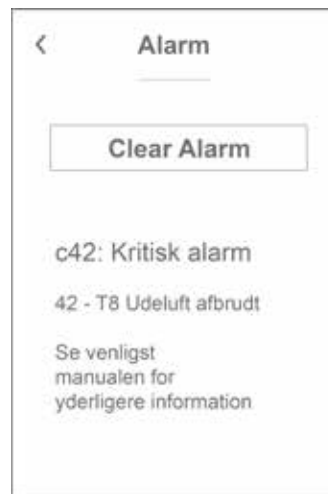 Alarm
Clear Alarm
c42: Kritisk alarm
42 - T8 Udeluft afbrudt
Se venligst
manualen for
yderligere information